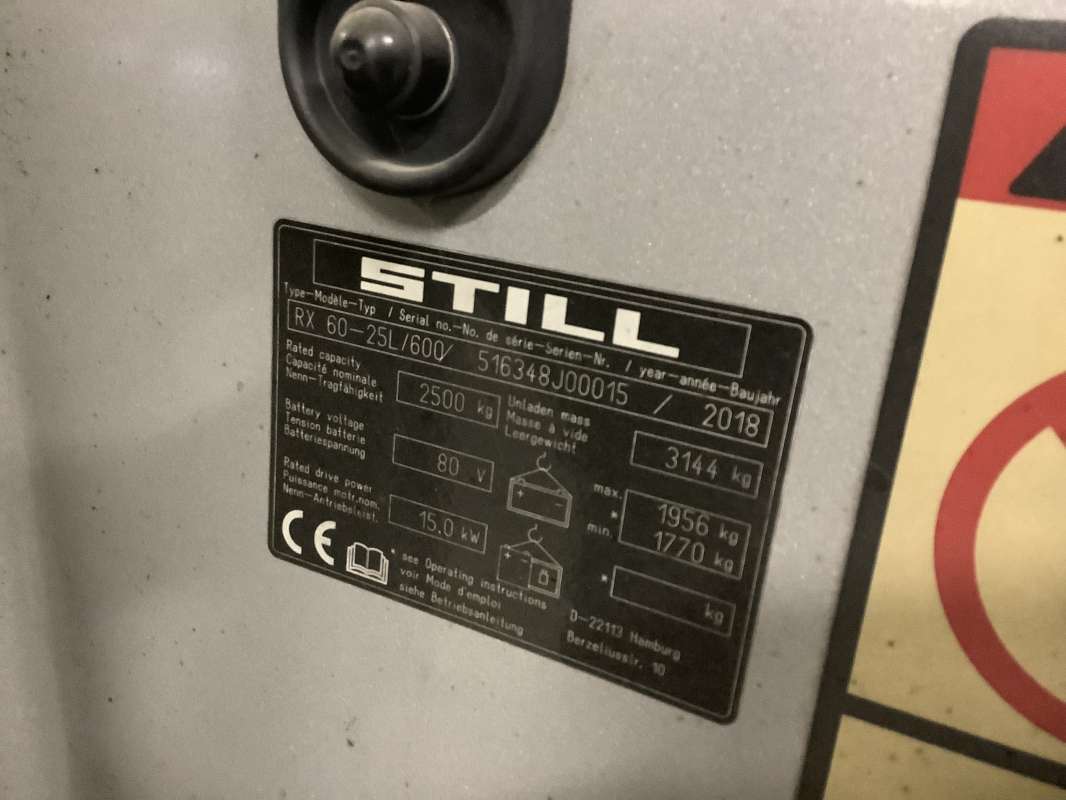 STILL
Type-Modèle-Typ / Serial no.-No. de série-Serien-Nr. / year-année-Baujahr
RX 60-25L/600/ 516348J00015 / 2018
Rated capacity
Capacité nominale
Nenn-Tragfähigkeit
2500 kg
Unladen mass
Masse à vide
Leergewicht
3144 kg
Battery voltage
Tension batterie
Batteriespannung
80 V
max. 1956 kg
*
min. 1770 kg
Rated drive power
Puissance motr.nom.
Nenn-Antriebsleist.
15.0 kW
* kg
CE
* see Operating instructions
voir Mode d'emploi
siehe Betriebsanleitung
D-22113 Hamburg
Berzeliusstr. 10